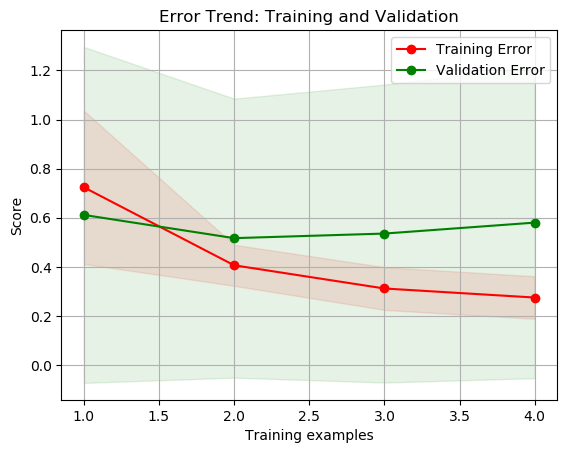 Error Trend: Training and Validation
Training Error
Validation Error
Score
1.2
1.0
0.8
0.6
0.4
0.2
0.0
1.0 1.5 2.0 2.5 3.0 3.5 4.0
Training examples